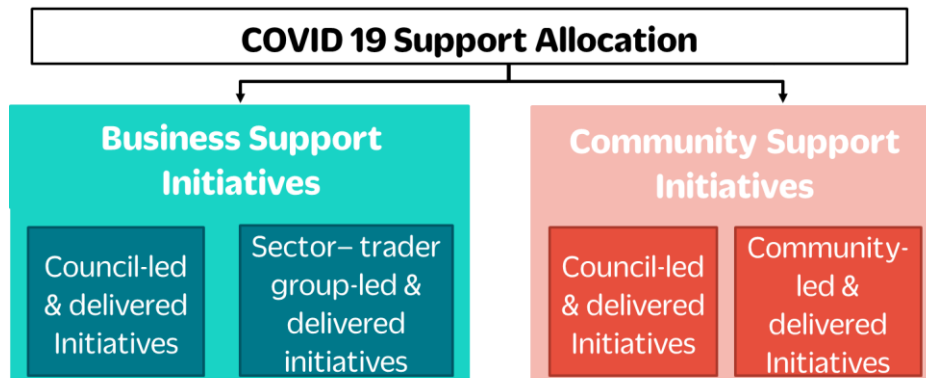 COVID 19 Support Allocation
Business Support
Initiatives
Community Support
Initiatives
Council-led
& delivered
Initiatives
Sector– trader
group-led &
delivered
initiatives
Council-led
& delivered
Initiatives
Community-
led &
delivered
Initiatives